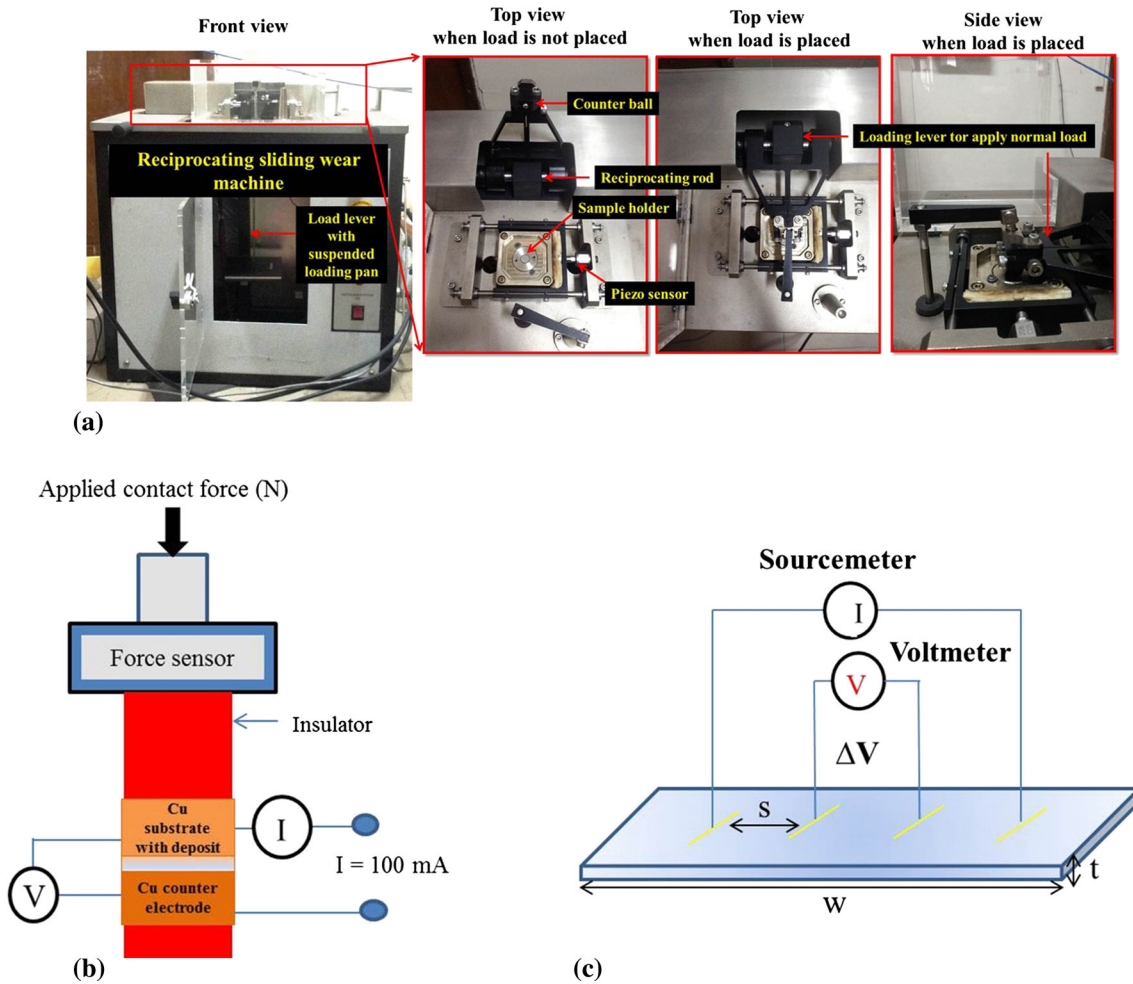 Front view
Top view
when load is not placed
Top view
when load is placed
Side view
when load is placed
Reciprocating sliding wear
machine
Load lever
with
suspended
loading pan
Counter ball
Reciprocating rod
Sample holder
Piezo sensor
Loading lever tor apply normal load
(a)
Applied contact force (N)
Force sensor
Insulator
Cu
substrate
with deposit
I
I = 100 mA
V
Cu counter
electrode
(b)
Sourcemeter
I
Voltmeter
V
ΔV
S
t
w
(c)